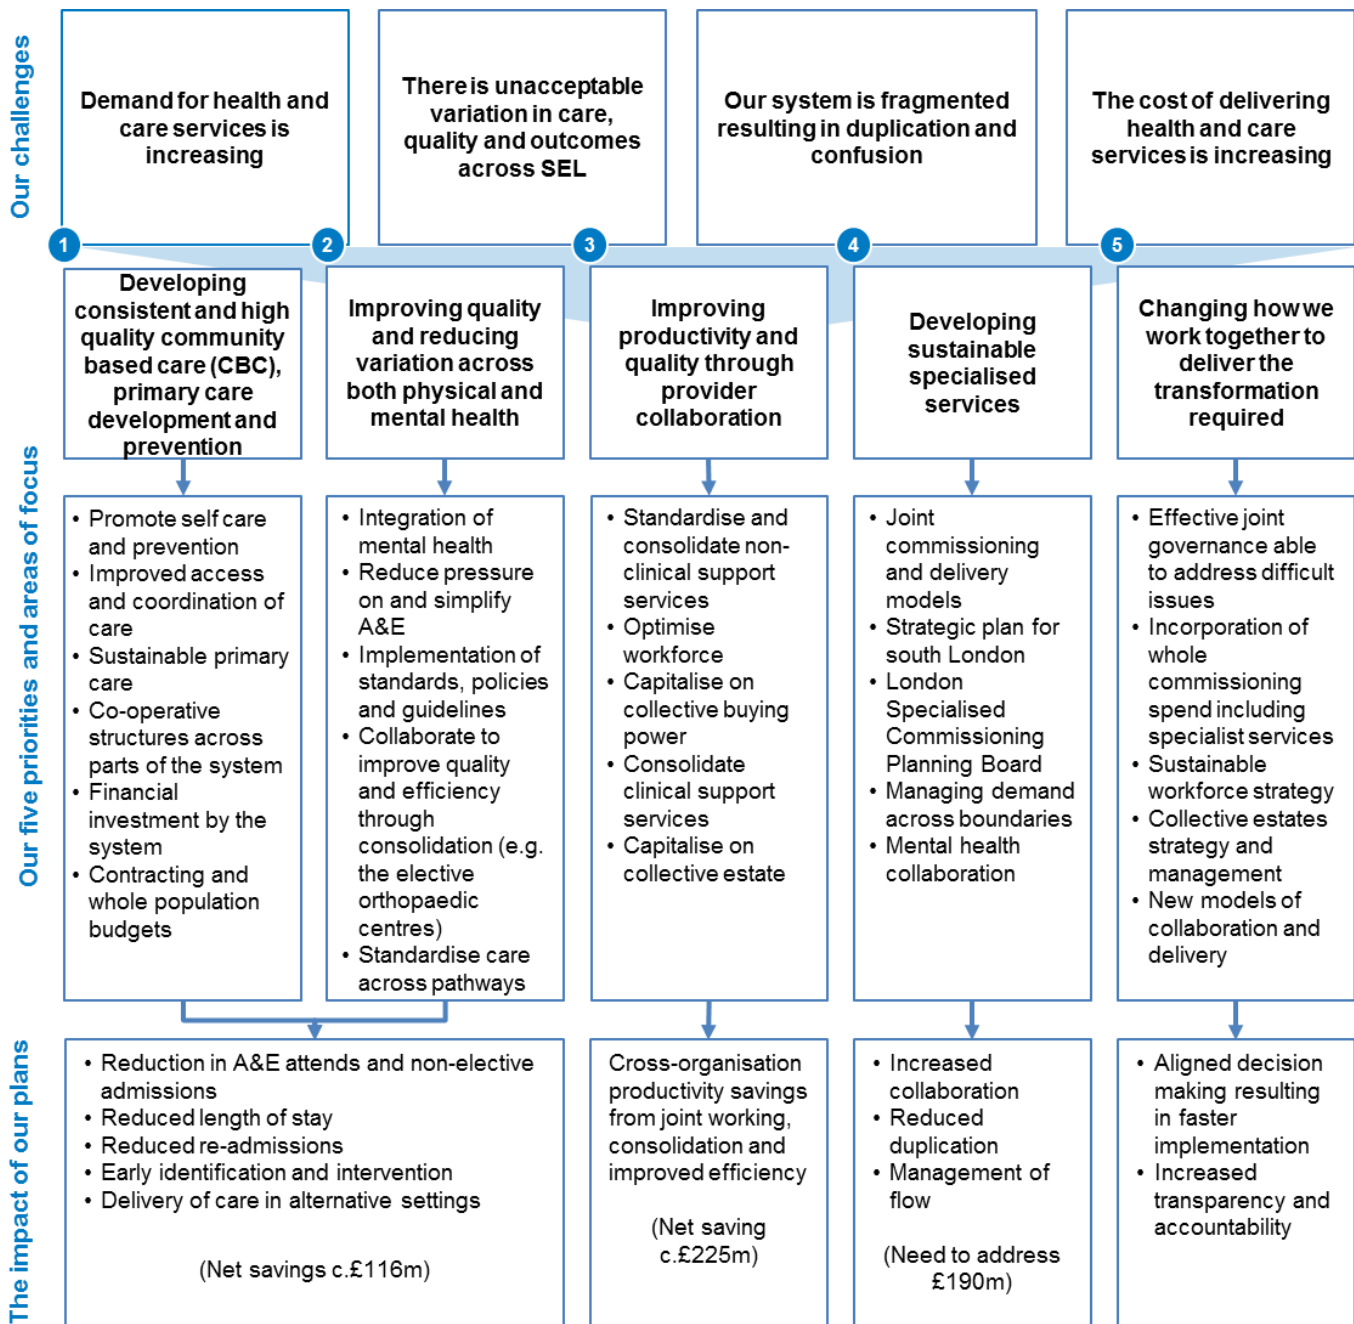 Our challenges
Demand for health and
care services is
increasing
There is unacceptable
variation in care,
quality and outcomes
across SEL
Our system is fragmented
resulting in duplication and
confusion
The cost of delivering
health and care
services is increasing
Our five priorities and areas of focus
1
Developing
consistent and high
quality community
based care (CBC),
primary care
development and
prevention
2
Improving quality
and reducing
variation across
both physical and
mental health
3
Improving
productivity and
quality through
provider
collaboration
4
Developing
sustainable
specialised
services
5
Changing how we
work together to
deliver the
transformation
required
• Promote self care
and prevention
• Improved access
and coordination of
care
• Sustainable primary
care
• Co-operative
structures across
parts of the system
• Financial
investment by the
system
• Contracting and
whole population
budgets
• Integration of
mental health
• Reduce pressure
on and simplify
A&E
• Implementation of
standards, policies
and guidelines
• Collaborate to
improve quality
and efficiency
through
consolidation (e.g.
the elective
orthopaedic
centres)
• Standardise care
across pathways
• Standardise and
consolidate non-
clinical support
services
• Optimise
workforce
• Capitalise on
collective buying
power
• Consolidate
clinical support
services
• Capitalise on
collective estate
• Joint
commissioning
and delivery
models
• Strategic plan for
south London
• London
Specialised
Commissioning
Planning Board
• Managing demand
across boundaries
• Mental health
collaboration
• Effective joint
governance able
to address difficult
issues
• Incorporation of
whole
commissioning
spend including
specialist services
• Sustainable
workforce strategy
• Collective estates
strategy and
management
• New models of
collaboration and
delivery
The impact of our plans
• Reduction in A&E attends and non-elective
admissions
• Reduced length of stay
• Reduced re-admissions
• Early identification and intervention
• Delivery of care in alternative settings
(Net savings c.£116m)
Cross-organisation
productivity savings
from joint working,
consolidation and
improved efficiency
(Net saving
c.£225m)
• Increased
collaboration
• Reduced
duplication
• Management of
flow
(Need to address
£190m)
• Aligned decision
making resulting
in faster
implementation
• Increased
transparency and
accountability